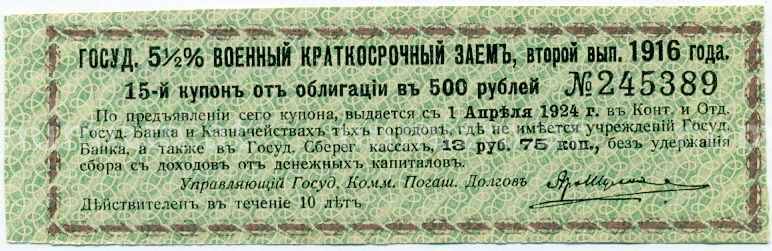 ГОСУД. 5½% ВОЕННЫЙ КРАТКОСРОЧНЫЙ ЗАЕМЪ, ВТОРОЙ ВЫП. 1916 ГОДА.
15-й купонъ отъ облигаціи въ 500 рублей №245389
По предъявленіи сего купона, выдается съ 1 Апрѣля 1924 г. въ Конт. и Отд.
Госуд. Банка и Казначействахъ тѣхъ городовъ, гдѣ не имѣется учрежденій Госуд.
Банка, а также въ Госуд. Сберег. кассахъ, 13 руб. 75 коп., безъ удержанія
сбора съ доходовъ отъ денежныхъ капиталовъ.
Управляющій Госуд. Комм. Погаш. Долговъ
Дѣйствителенъ въ теченіе 10 лѣтъ.